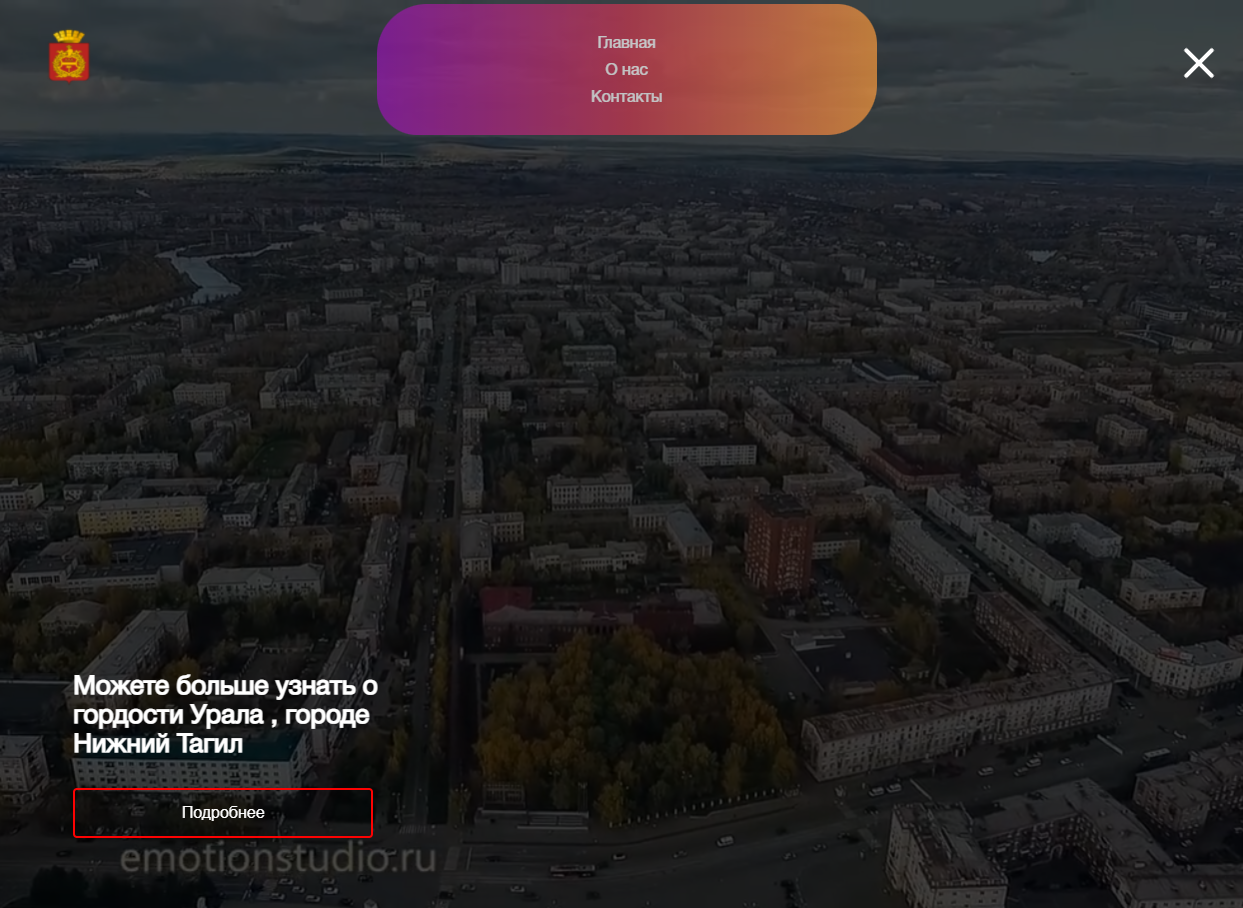 Главная
О нас
Контакты
Можете больше узнать о
гордости Урала , городе
Нижний Тагил
Подробнее
emotionstudio.ru